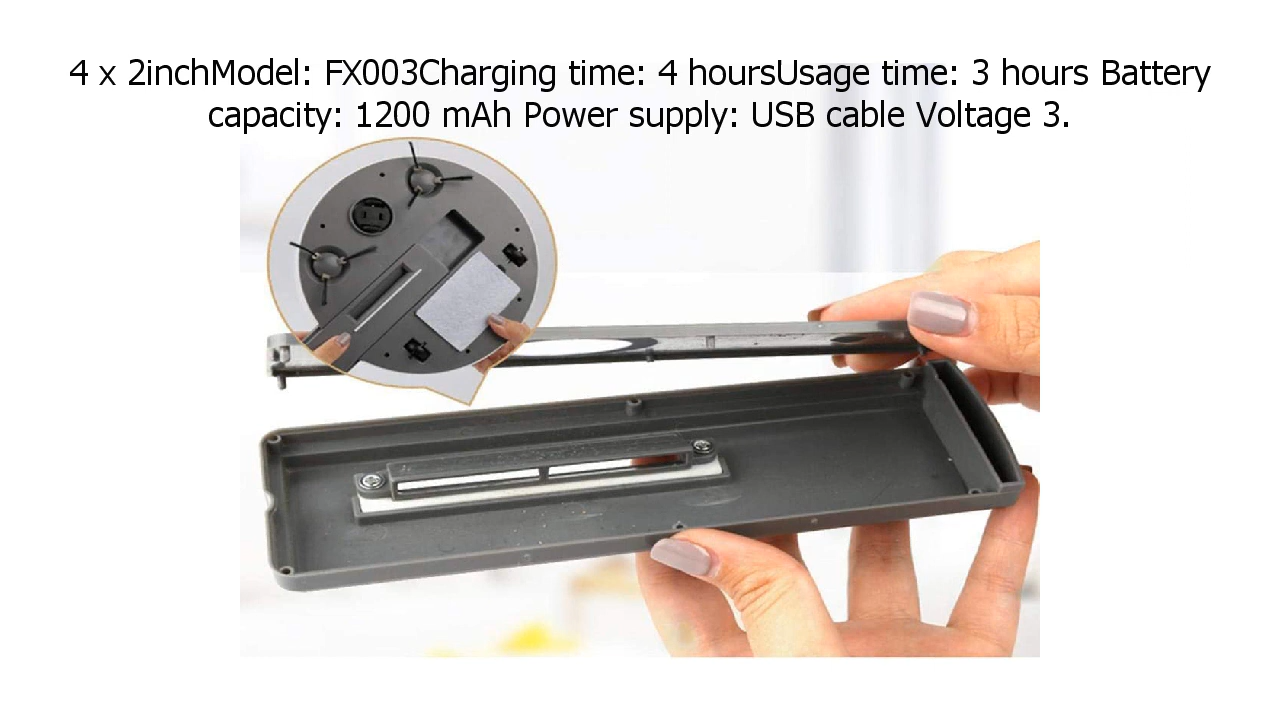 4 x 2inchModel: FX003Charging time: 4 hoursUsage time: 3 hours Battery
capacity: 1200 mAh Power supply: USB cable Voltage 3.